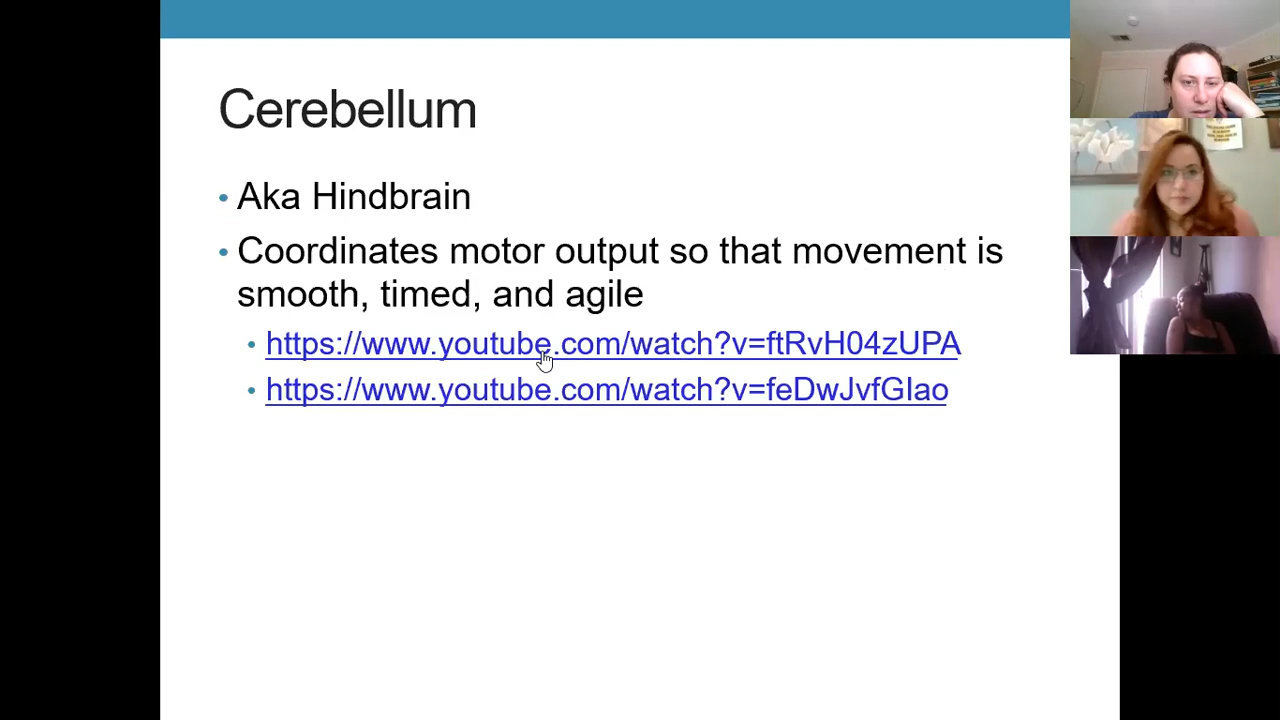 Cerebellum
• Aka Hindbrain
• Coordinates motor output so that movement is
smooth, timed, and agile
• https://www.youtube.com/watch?v=ftRvH04zUPA
• https://www.youtube.com/watch?v=feDwJvfGIao